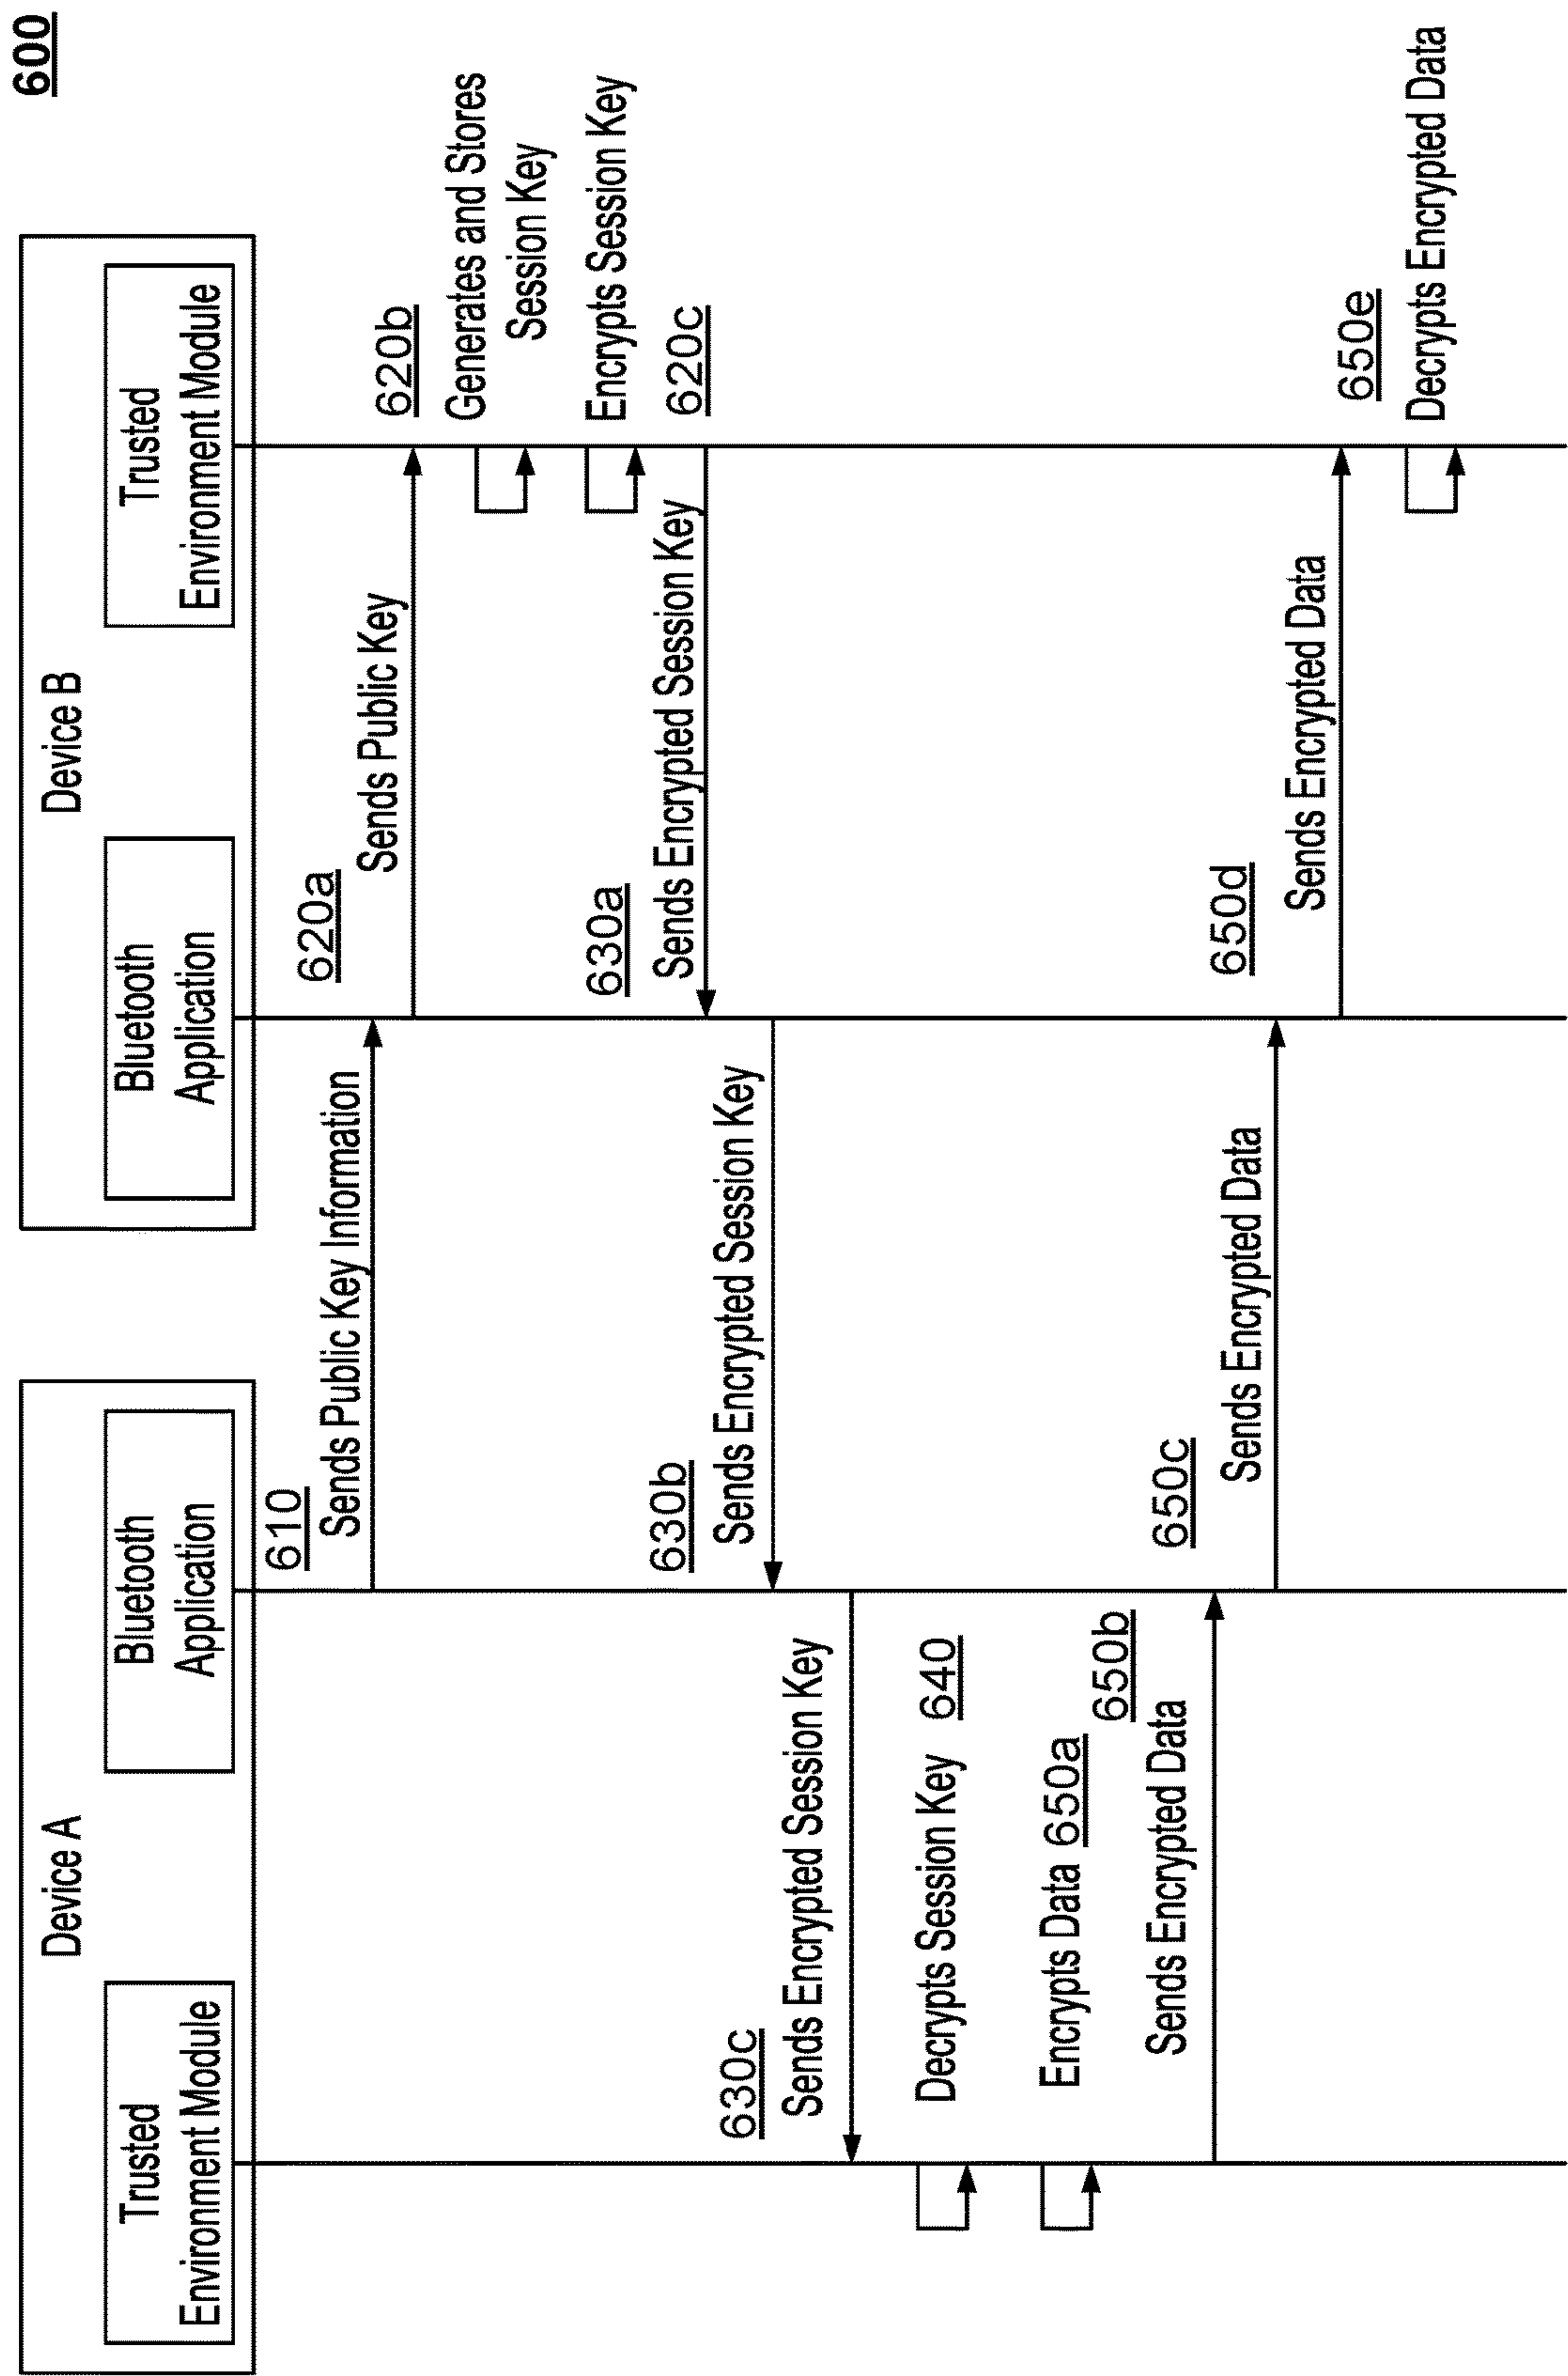 600
Device A
Device B
Trusted
Environment Module
Bluetooth
Application
Bluetooth
Application
Trusted
Environment Module
610
Sends Public Key Information
620a
Sends Public Key
620b
Generates and Stores
Session Key
Encrypts Session Key
620c
630a
Sends Encrypted Session Key
630b
Sends Encrypted Session Key
630c
Sends Encrypted Session Key
Decrypts Session Key 640
Encrypts Data 650a
650b
Sends Encrypted Data
650c
Sends Encrypted Data
650d
Sends Encrypted Data
650e
Decrypts Encrypted Data